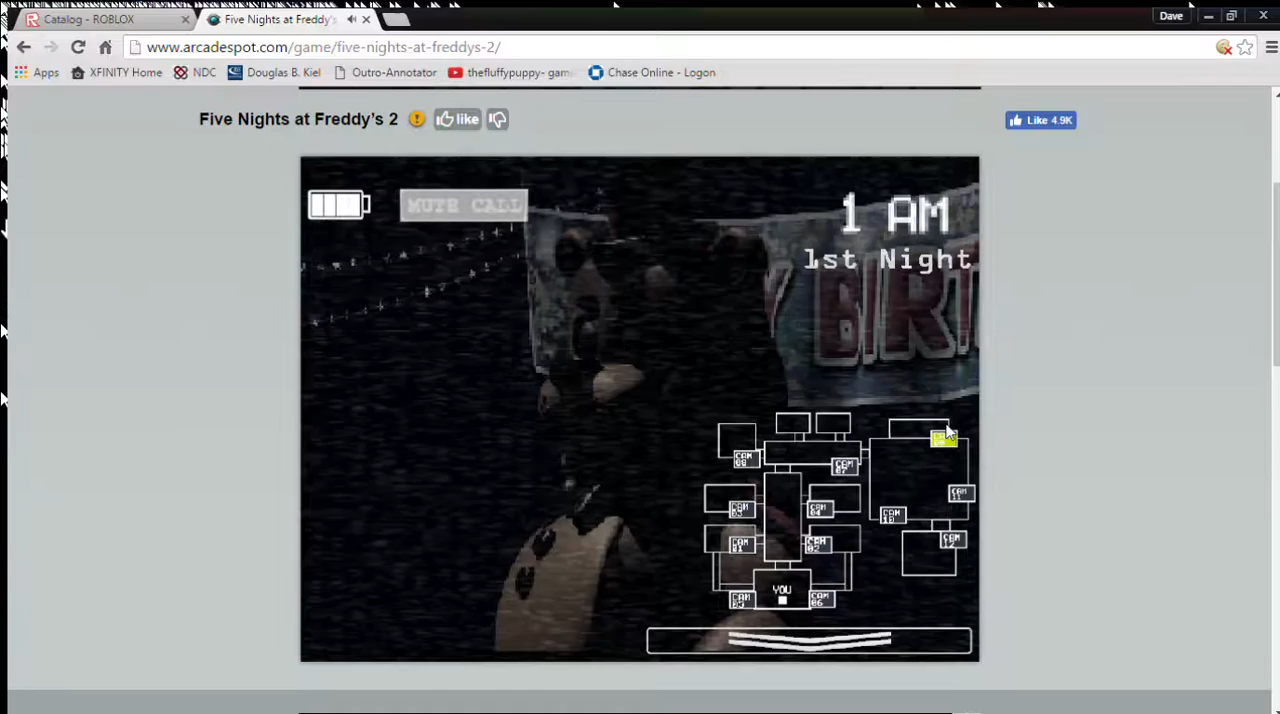 Catalog - ROBLOX
Five Nights at Freddy's
Dave
www.arcadespot.com/game/five-nights-at-freddys-2/
Apps
XFINITY Home
NDC
Douglas B. Kiel
Outro-Annotator
thefluffypuppy- gam
Chase Online - Logon
Five Nights at Freddy's 2
like
Like 4.9K
MUTE CALL
1 AM
1st Night
Y BIRT
CAM 08
CAM 07
CAM 11
CAM 03
CAM 04
CAM 10
CAM 01
CAM 02
CAM 12
YOU
CAM 05
CAM 06